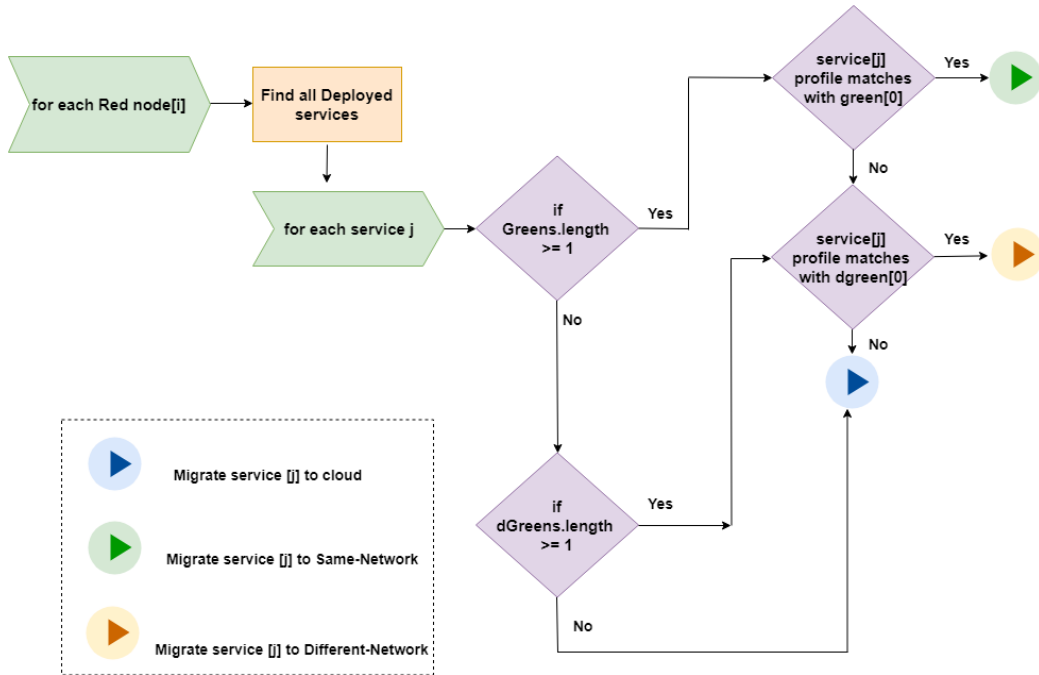 for each Red node[i]
Find all Deployed
services
for each service j
if
Greens.length
>= 1
Yes
No
service[j]
profile matches
with green[0]
Yes
No
service[j]
profile matches
with dgreen[0]
Yes
No
if
dGreens.length
>= 1
Yes
No
Migrate service [j] to cloud
Migrate service [j] to Same-Network
Migrate service [j] to Different-Network